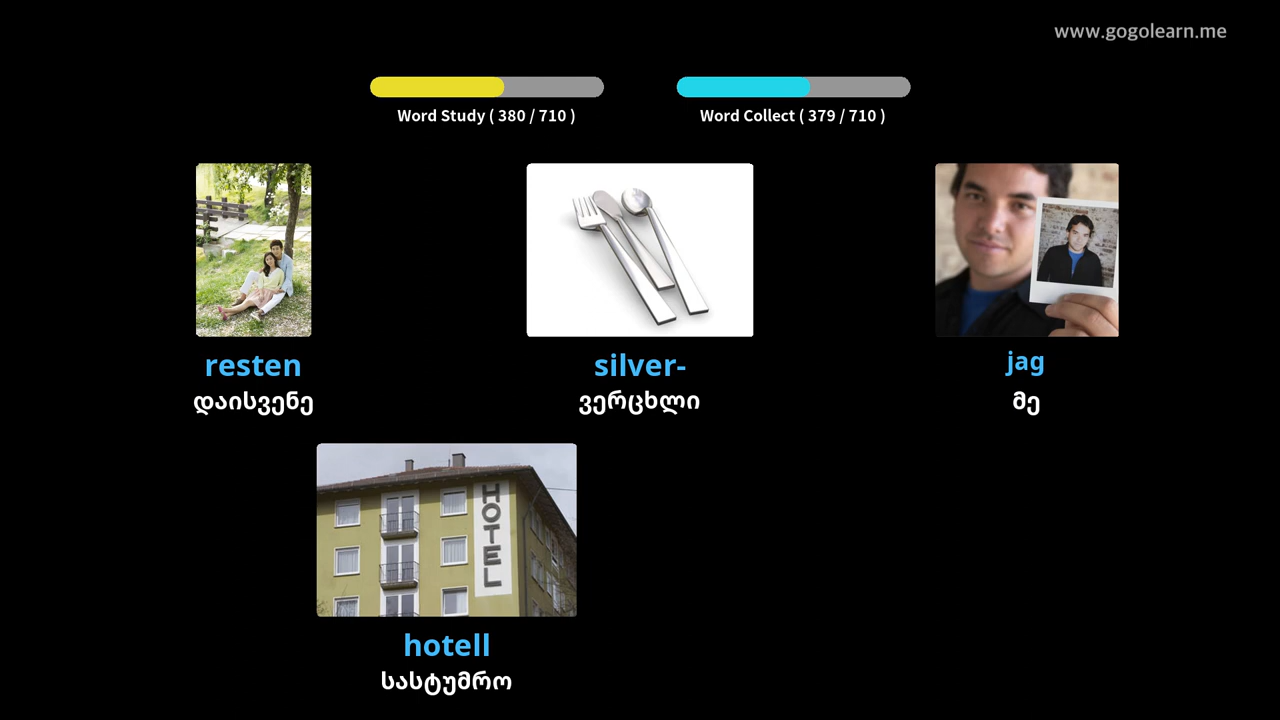 www.gogolearn.me
Word Study ( 380 / 710 )
Word Collect ( 379 / 710 )
resten
დაისვენე
silver-
ვერცხლი
jag
მე
HOTEL
hotell
სასტუმრო